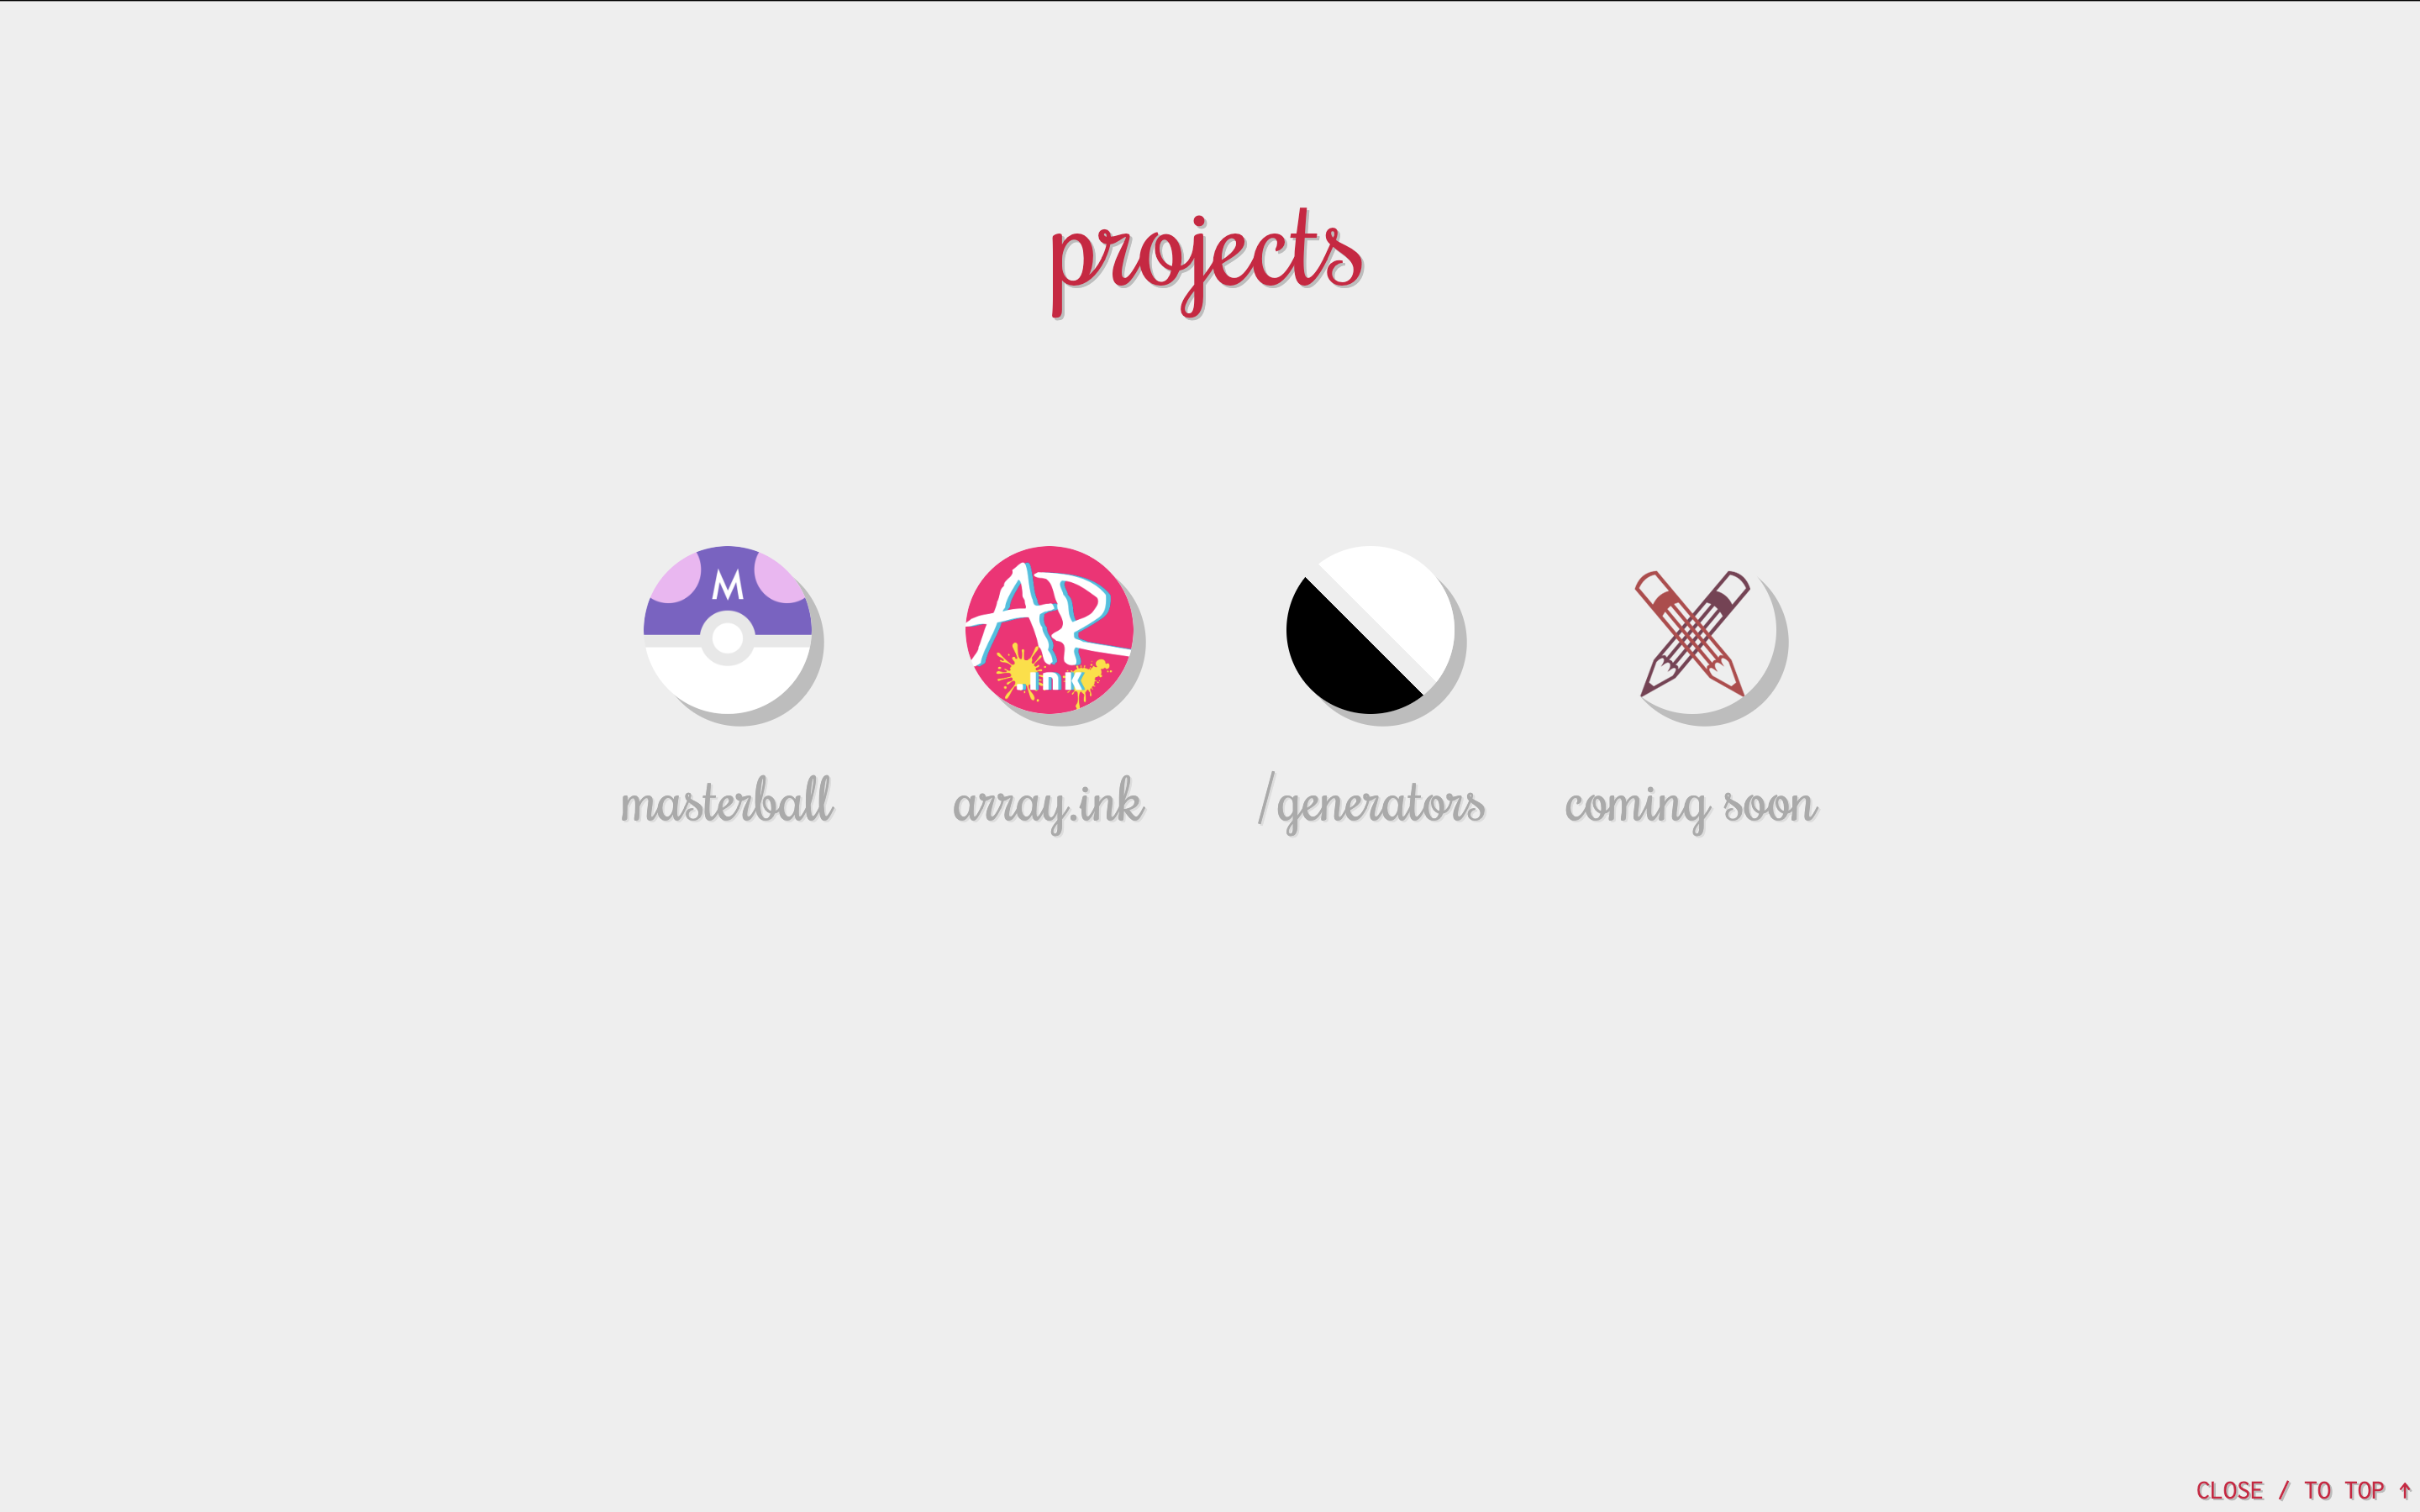 projects
M
AR
.ink
masterball
array.ink
/generators
coming soon
CLOSE / TO TOP ↑